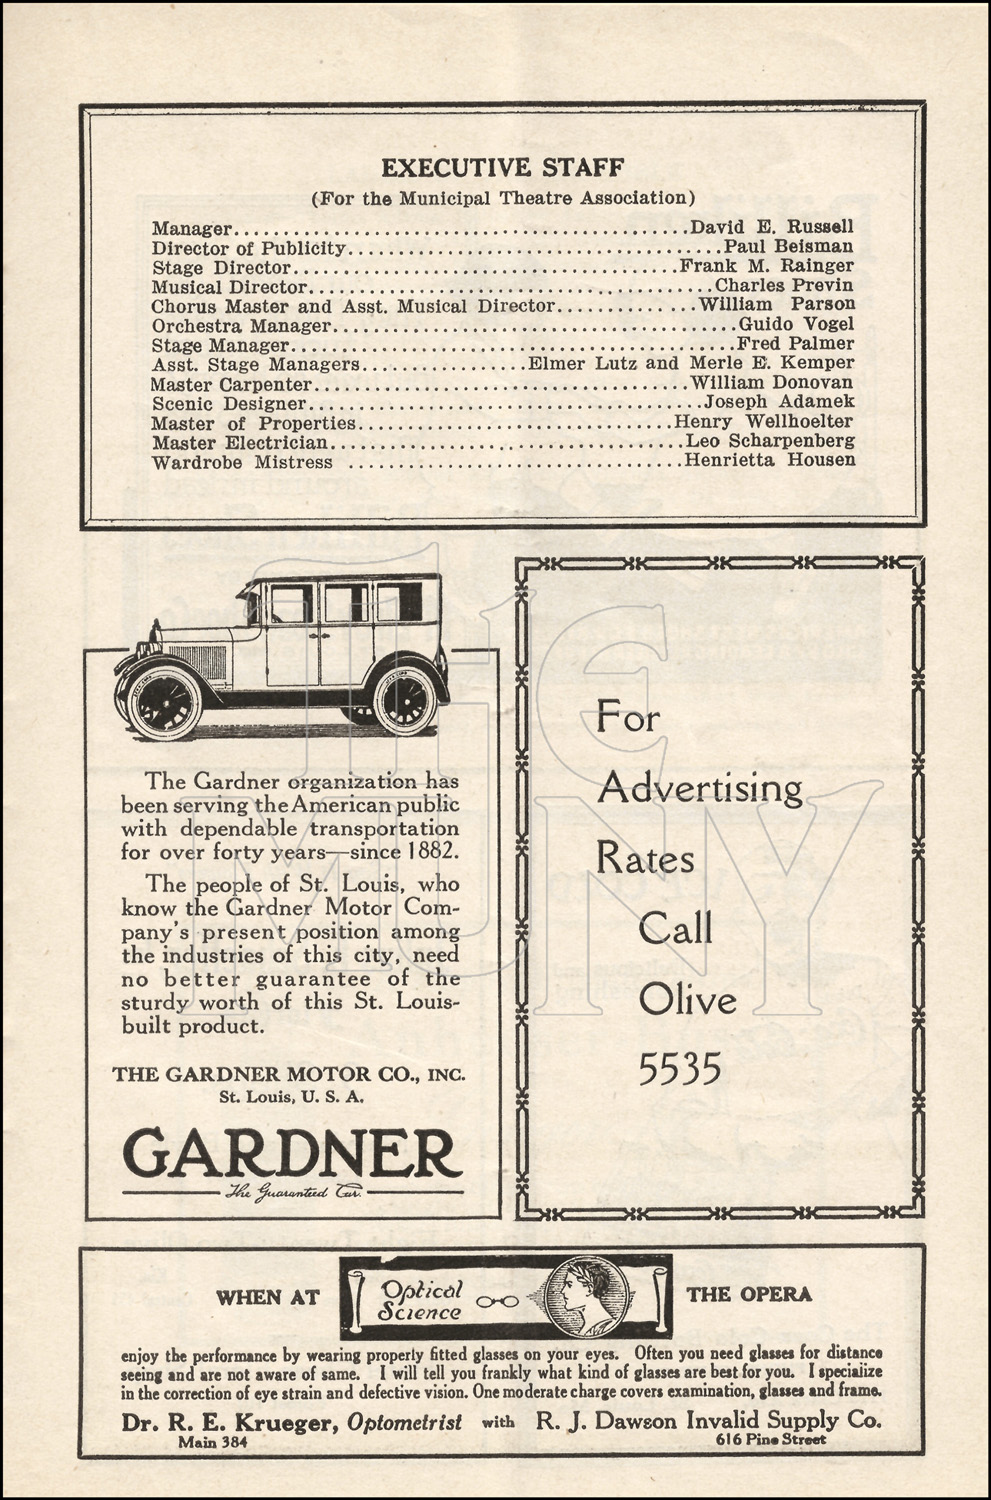 EXECUTIVE STAFF
(For the Municipal Theatre Association)
Manager............................................David E. Russell
Director of Publicity....................................Paul Beisman
Stage Director.....................................Frank M. Rainger
Musical Director.......................................Charles Previn
Chorus Master and Asst. Musical Director..............William Parson
Orchestra Manager.......................................Guido Vogel
Stage Manager...........................................Fred Palmer
Asst. Stage Managers................Elmer Lutz and Merle E. Kemper
Master Carpenter....................................William Donovan
Scenic Designer......................................Joseph Adamek
Master of Properties..............................Henry Wellhoelter
Master Electrician..................................Leo Scharpenberg
Wardrobe Mistress ................................Henrietta Housen
The Gardner organization has
been serving the American public
with dependable transportation
for over forty years—since 1882.
The people of St. Louis, who
know the Gardner Motor Com-
pany's present position among
the industries of this city, need
no better guarantee of the
sturdy worth of this St. Louis-
built product.
THE GARDNER MOTOR CO., INC.
St. Louis, U. S. A.
GARDNER
The Guaranteed Car.
For
Advertising
Rates
Call
Olive
5535
THE
MUNY
WHEN AT
Optical
Science
THE OPERA
enjoy the performance by wearing properly fitted glasses on your eyes. Often you need glasses for distance
seeing and are not aware of same. I will tell you frankly what kind of glasses are best for you. I specialize
in the correction of eye strain and defective vision. One moderate charge covers examination, glasses and frame.
Dr. R. E. Krueger, Optometrist with R. J. Dawson Invalid Supply Co.
Main 384 616 Pine Street